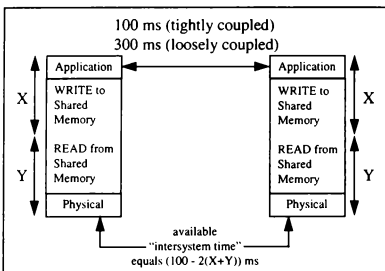 100 ms (tightly coupled)
300 ms (loosely coupled)
Application
Application
X
WRITE to
Shared
Memory
WRITE to
Shared
Memory
X
Y
READ from
Shared
Memory
READ from
Shared
Memory
Y
Physical
Physical
available
"intersystem time"
equals (100 - 2(X+Y)) ms